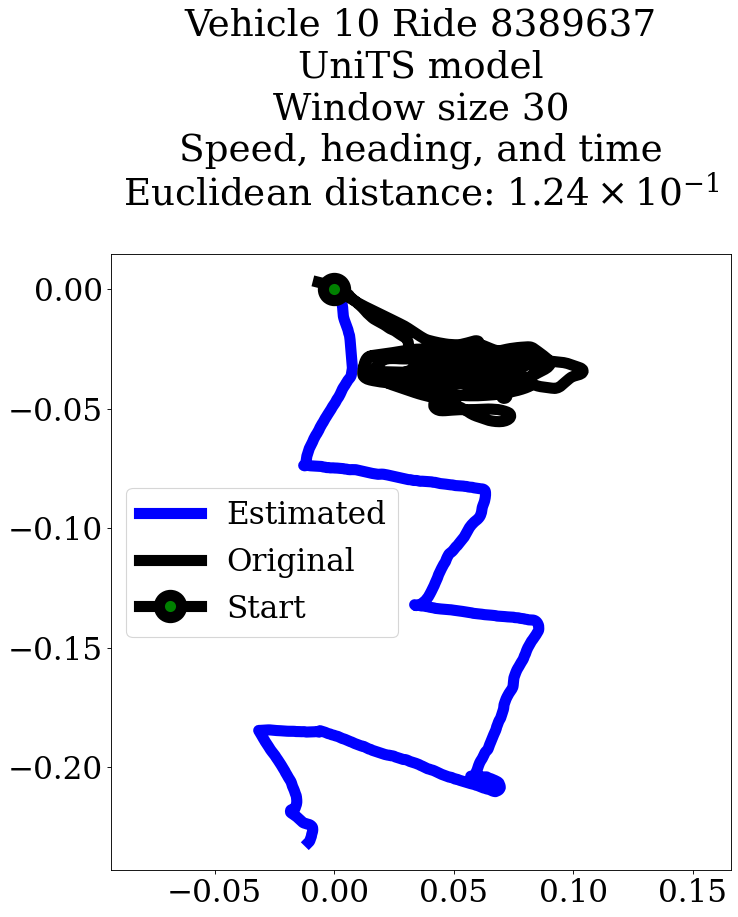 Vehicle 10 Ride 8389637
UniTS model
Window size 30
Speed, heading, and time
Euclidean distance: 1.24 × 10⁻¹
0.00
−0.05
−0.10
−0.15
−0.20
Estimated
Original
Start
−0.05 0.00 0.05 0.10 0.15